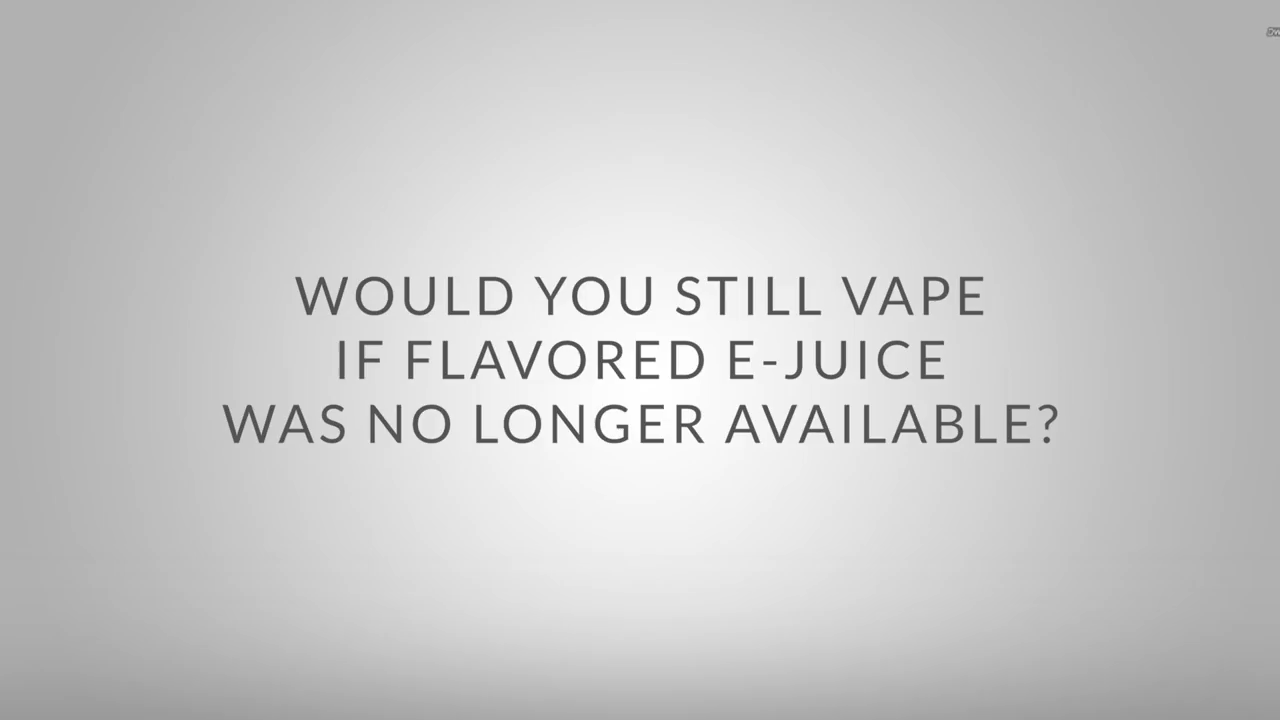 WOULD YOU STILL VAPE
IF FLAVORED E-JUICE
WAS NO LONGER AVAILABLE?